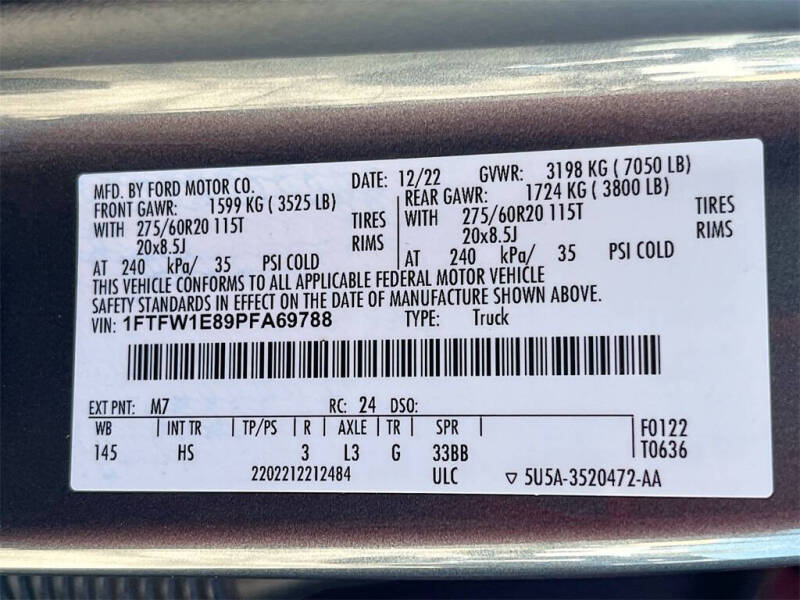 MFD. BY FORD MOTOR CO. DATE: 12/22 GVWR: 3198 KG ( 7050 LB)
FRONT GAWR: 1599 KG ( 3525 LB) REAR GAWR: 1724 KG ( 3800 LB)
WITH 275/60R20 115T TIRES WITH 275/60R20 115T TIRES
20x8.5J RIMS 20x8.5J RIMS
AT 240 kPa/ 35 PSI COLD AT 240 kPa/ 35 PSI COLD
THIS VEHICLE CONFORMS TO ALL APPLICABLE FEDERAL MOTOR VEHICLE
SAFETY STANDARDS IN EFFECT ON THE DATE OF MANUFACTURE SHOWN ABOVE.
VIN: 1FTFW1E89PFA69788 TYPE: Truck
EXT PNT: M7 RC: 24 DSO:
WB INT TR TP/PS R AXLE TR SPR F0122
145 HS 3 L3 G 33BB T0636
2202212212484 ULC ▽ 5U5A-3520472-AA